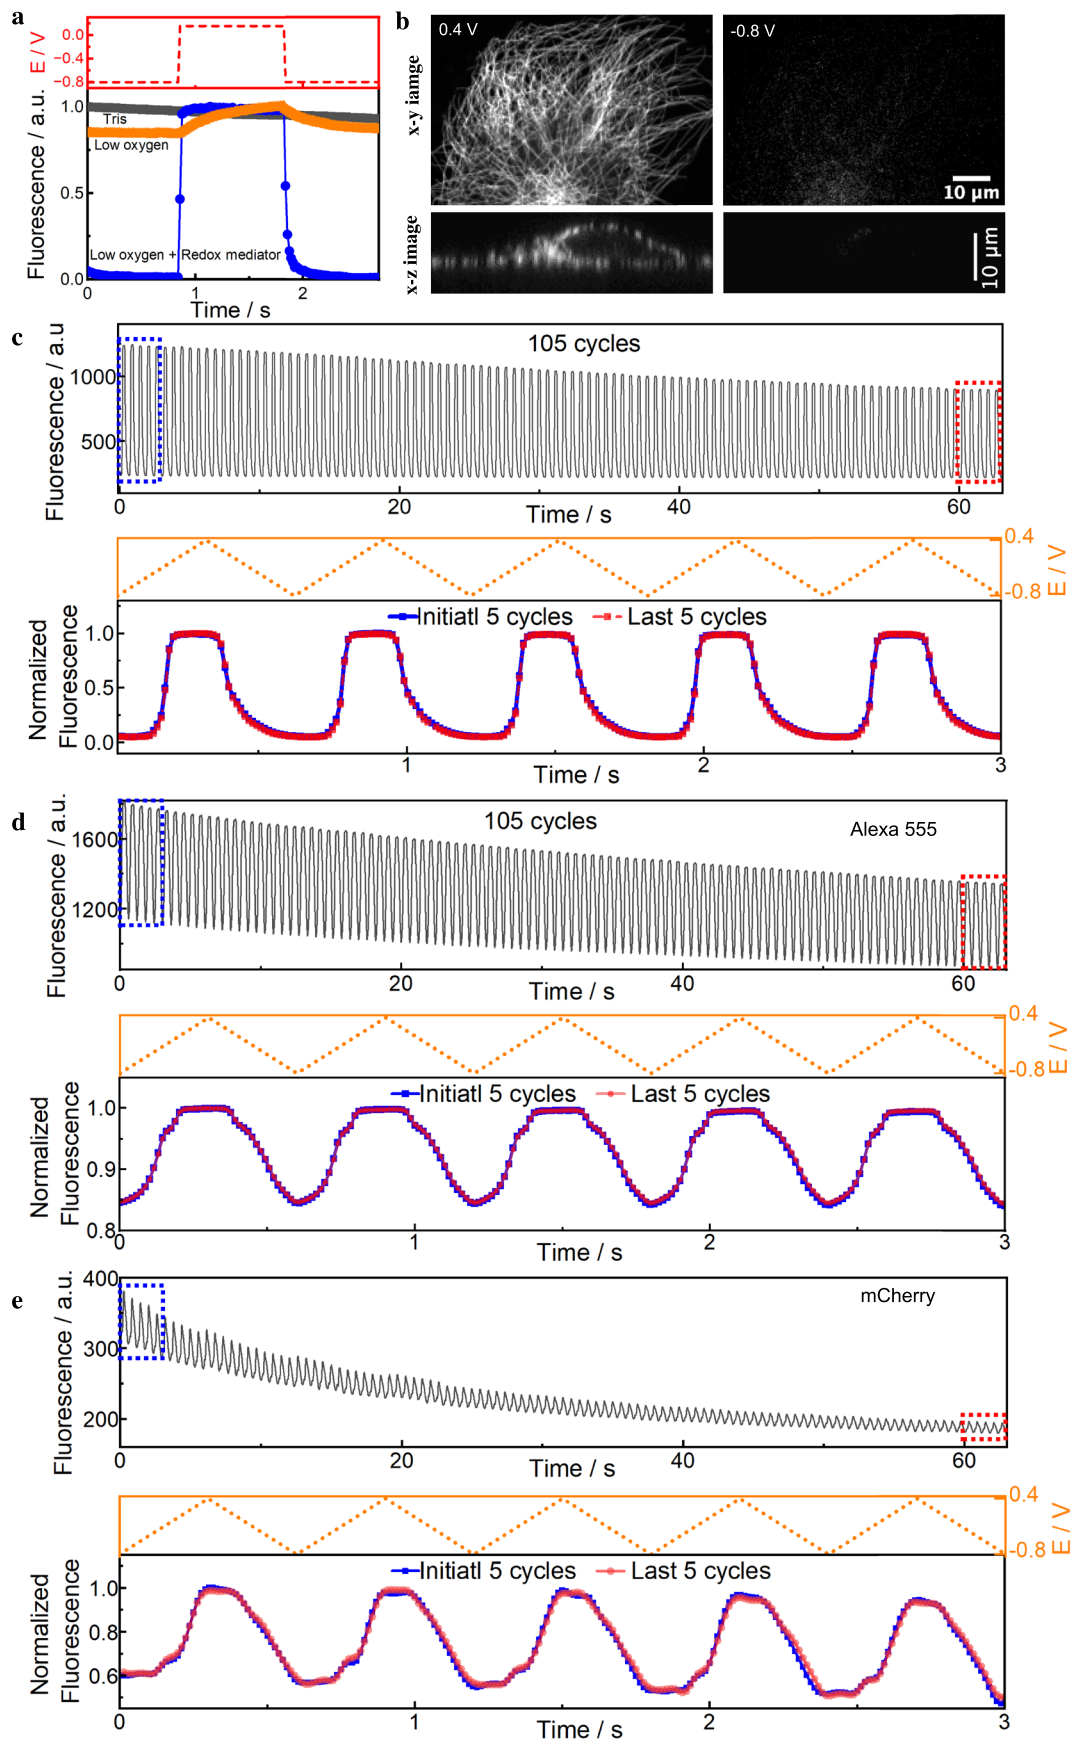 a
E / V
0.0
−0.4
−0.8
Fluorescence / a.u.
1.0
0.5
0.0
Tris
Low oxygen
Low oxygen + Redox mediator
0
1
2
Time / s
b
0.4 V
-0.8 V
x-y iamge
10 μm
x-z image
10 μm
c
Fluorescence / a.u
1000
500
105 cycles
0
20
40
60
Time / s
0.4
-0.8
E / V
Normalized
Fluorescence
1.0
0.5
0.0
Initiatl 5 cycles
Last 5 cycles
1
2
3
Time / s
d
Fluorescence / a.u.
1600
1200
105 cycles
Alexa 555
0
20
40
60
Time / s
0.4
-0.8
E / V
Normalized
Fluorescence
1.0
0.9
0.8
Initiatl 5 cycles
Last 5 cycles
0
1
2
3
Time / s
e
Fluorescence / a.u.
400
300
200
mCherry
0
20
40
60
Time / s
0.4
-0.8
E / V
Normalized
Fluorescence
1.0
0.8
0.6
Initiatl 5 cycles
Last 5 cycles
0
1
2
3
Time / s